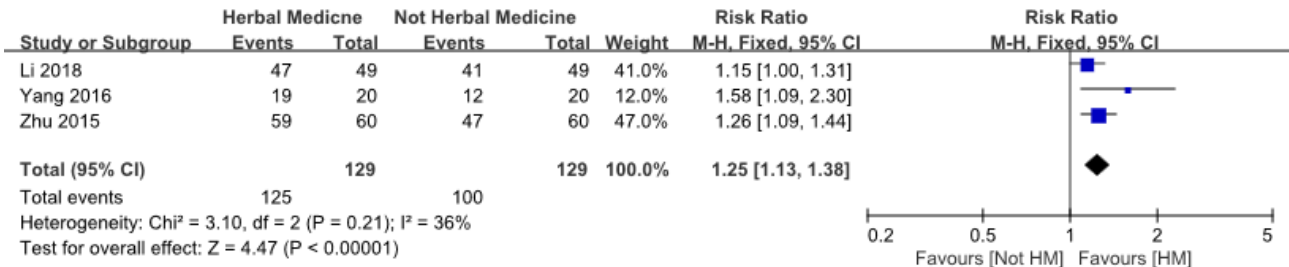 Herbal Medicne Not Herbal Medicine Risk Ratio Risk Ratio
Study or Subgroup Events Total Events Total Weight M-H, Fixed, 95% CI M-H, Fixed, 95% CI
Li 2018 47 49 41 49 41.0% 1.15 [1.00, 1.31]
Yang 2016 19 20 12 20 12.0% 1.58 [1.09, 2.30]
Zhu 2015 59 60 47 60 47.0% 1.26 [1.09, 1.44]
Total (95% CI) 129 129 100.0% 1.25 [1.13, 1.38]
Total events 125 100
Heterogeneity: Chi² = 3.10, df = 2 (P = 0.21); I² = 36%
Test for overall effect: Z = 4.47 (P < 0.00001)
0.2 0.5 1 2 5
Favours [Not HM] Favours [HM]